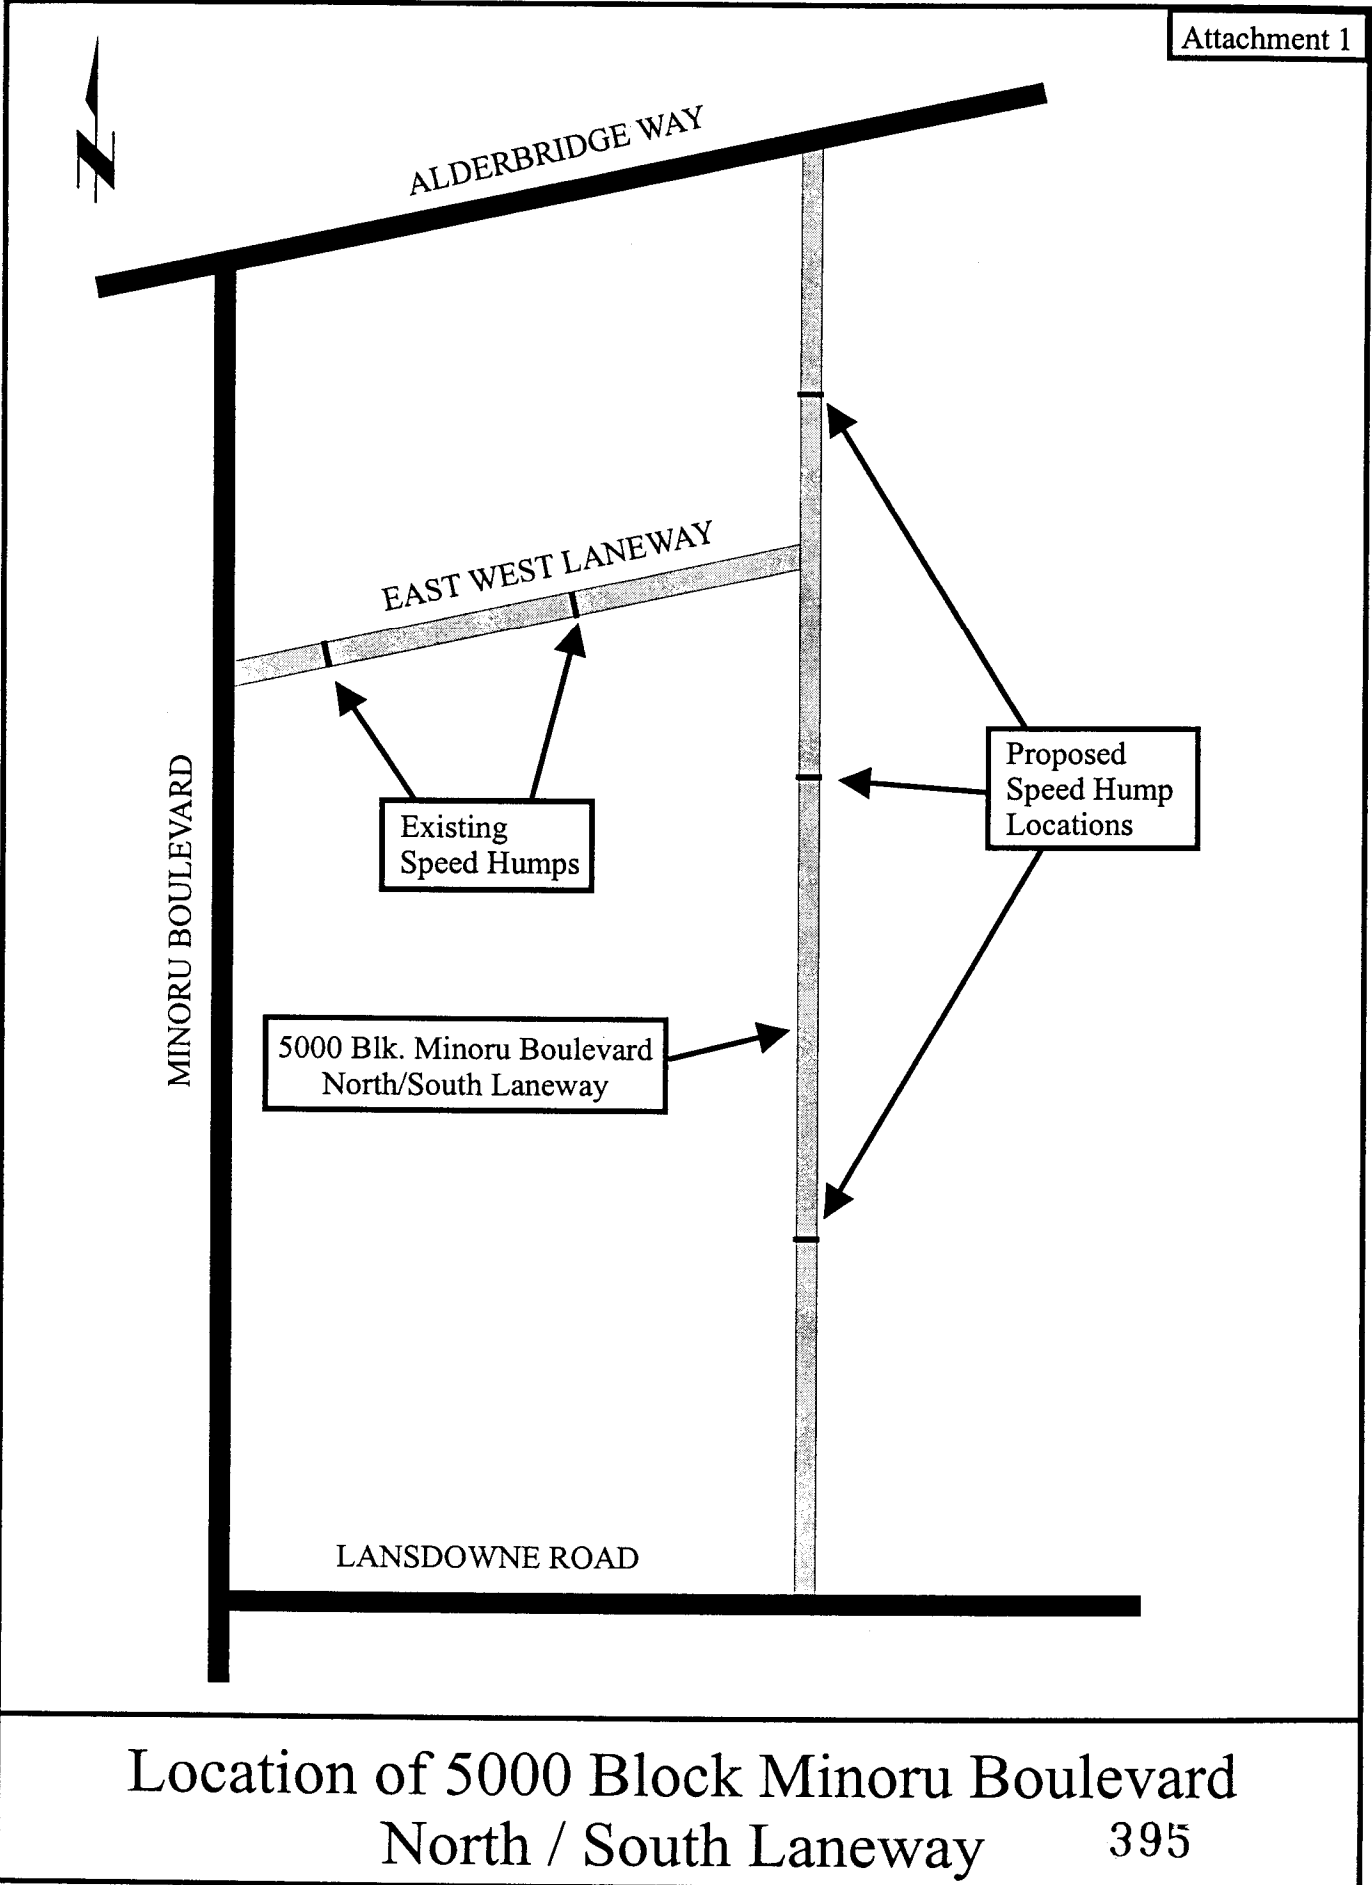 Attachment 1
N
ALDERBRIDGE WAY
EAST WEST LANEWAY
Proposed
Speed Hump
Locations
MINORU BOULEVARD
Existing
Speed Humps
5000 Blk. Minoru Boulevard
North/South Laneway
LANSDOWNE ROAD
Location of 5000 Block Minoru Boulevard
North / South Laneway 395